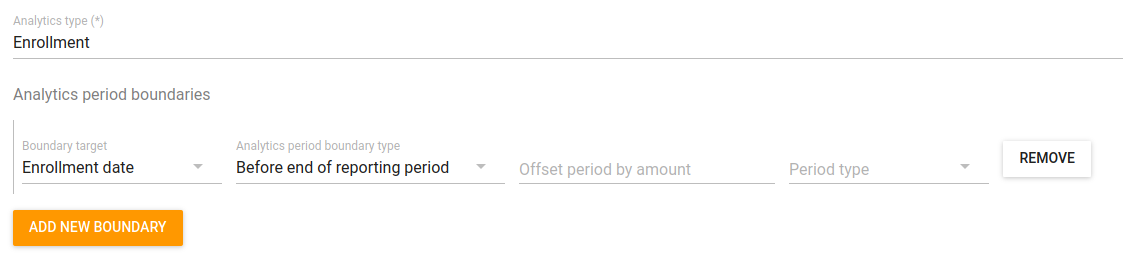 Analytics type (*)
Enrollment
Analytics period boundaries
Boundary target
Analytics period boundary type
Enrollment date
Before end of reporting period
Offset period by amount
Period type
REMOVE
ADD NEW BOUNDARY